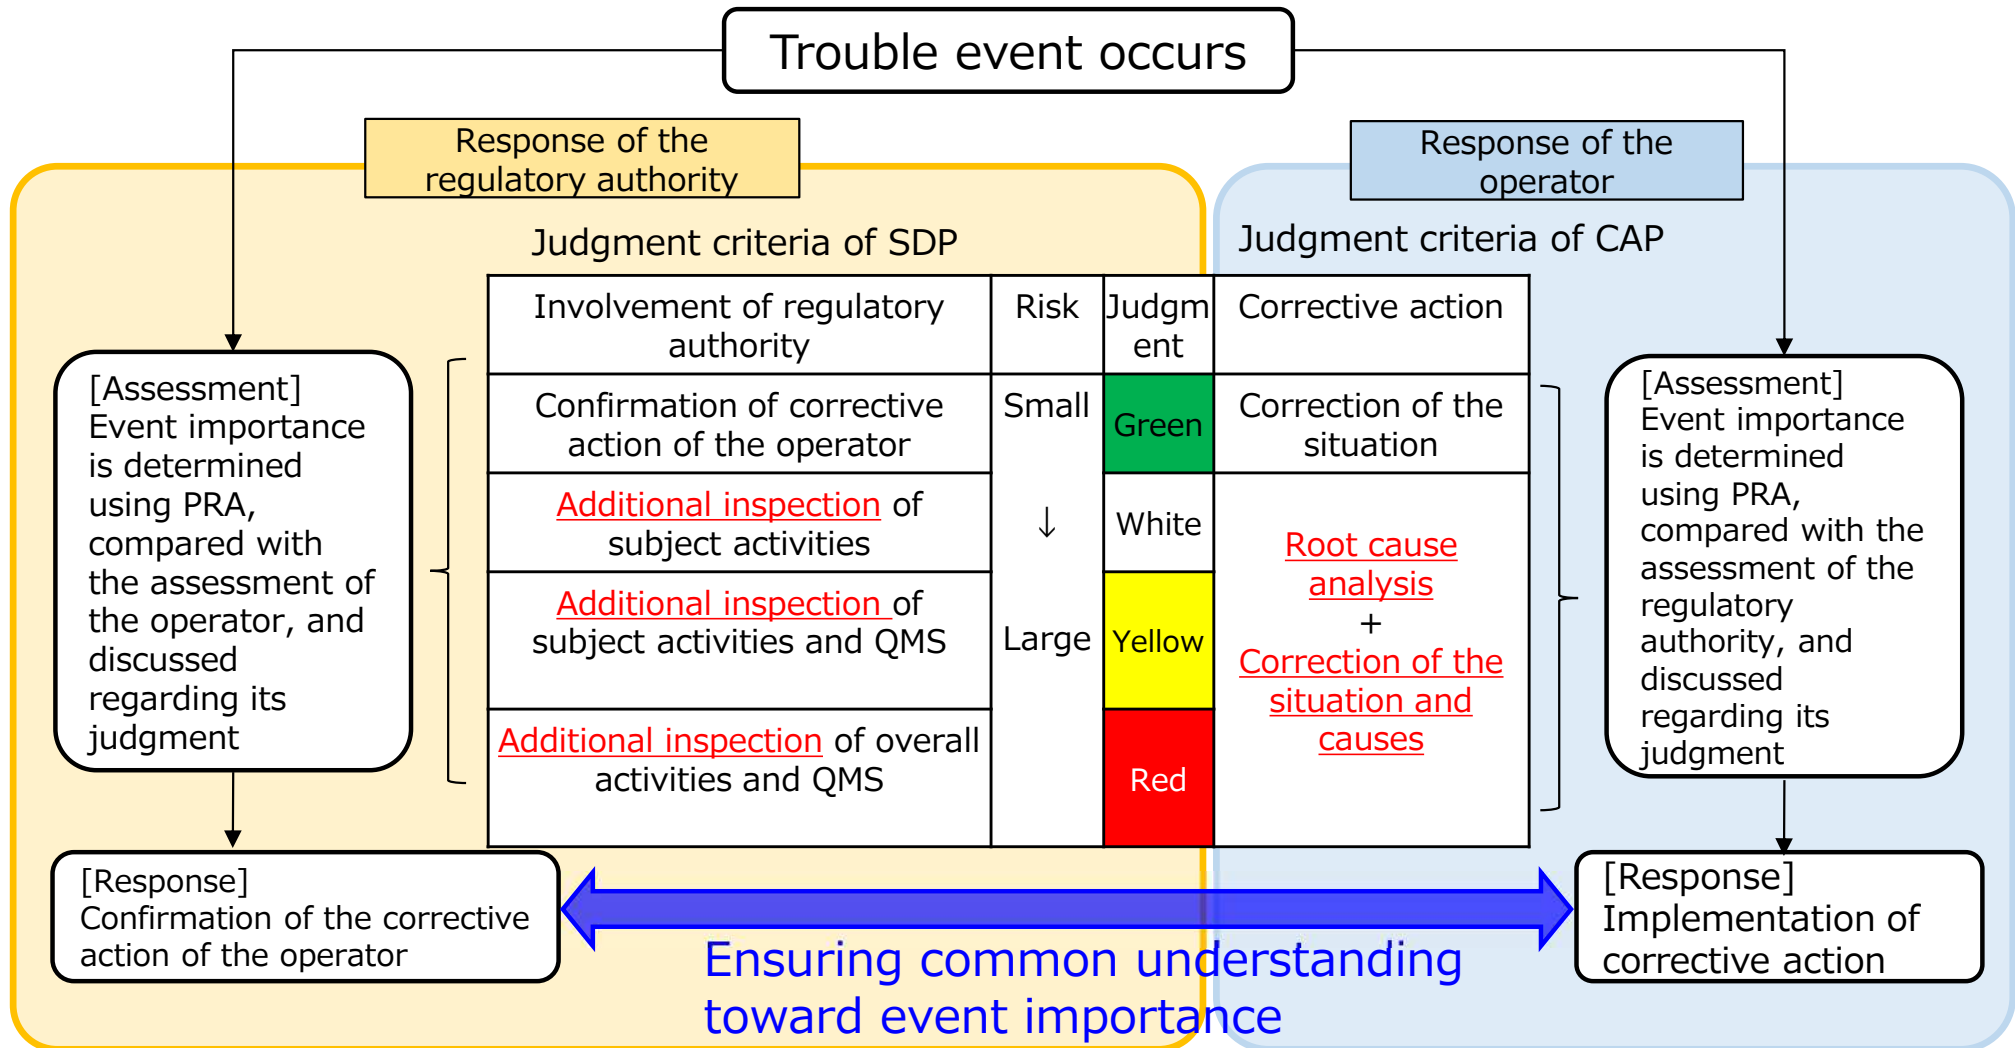 Trouble event occurs
Response of the
regulatory authority
Response of the
operator
Judgment criteria of SDP
Judgment criteria of CAP
Involvement of regulatory
authority
Risk
Judgm
ent
Corrective action
Confirmation of corrective
action of the operator
Small
Green
Correction of the
situation
Additional inspection of
subject activities
↓
White
Additional inspection of
subject activities and QMS
Large
Yellow
Root cause
analysis
+
Correction of the
situation and
causes
Additional inspection of overall
activities and QMS
Red
[Assessment]
Event importance
is determined
using PRA,
compared with
the assessment of
the operator, and
discussed
regarding its
judgment
[Assessment]
Event importance
is determined
using PRA,
compared with the
assessment of the
regulatory
authority, and
discussed
regarding its
judgment
[Response]
Confirmation of the corrective
action of the operator
[Response]
Implementation of
corrective action
Ensuring common understanding
toward event importance